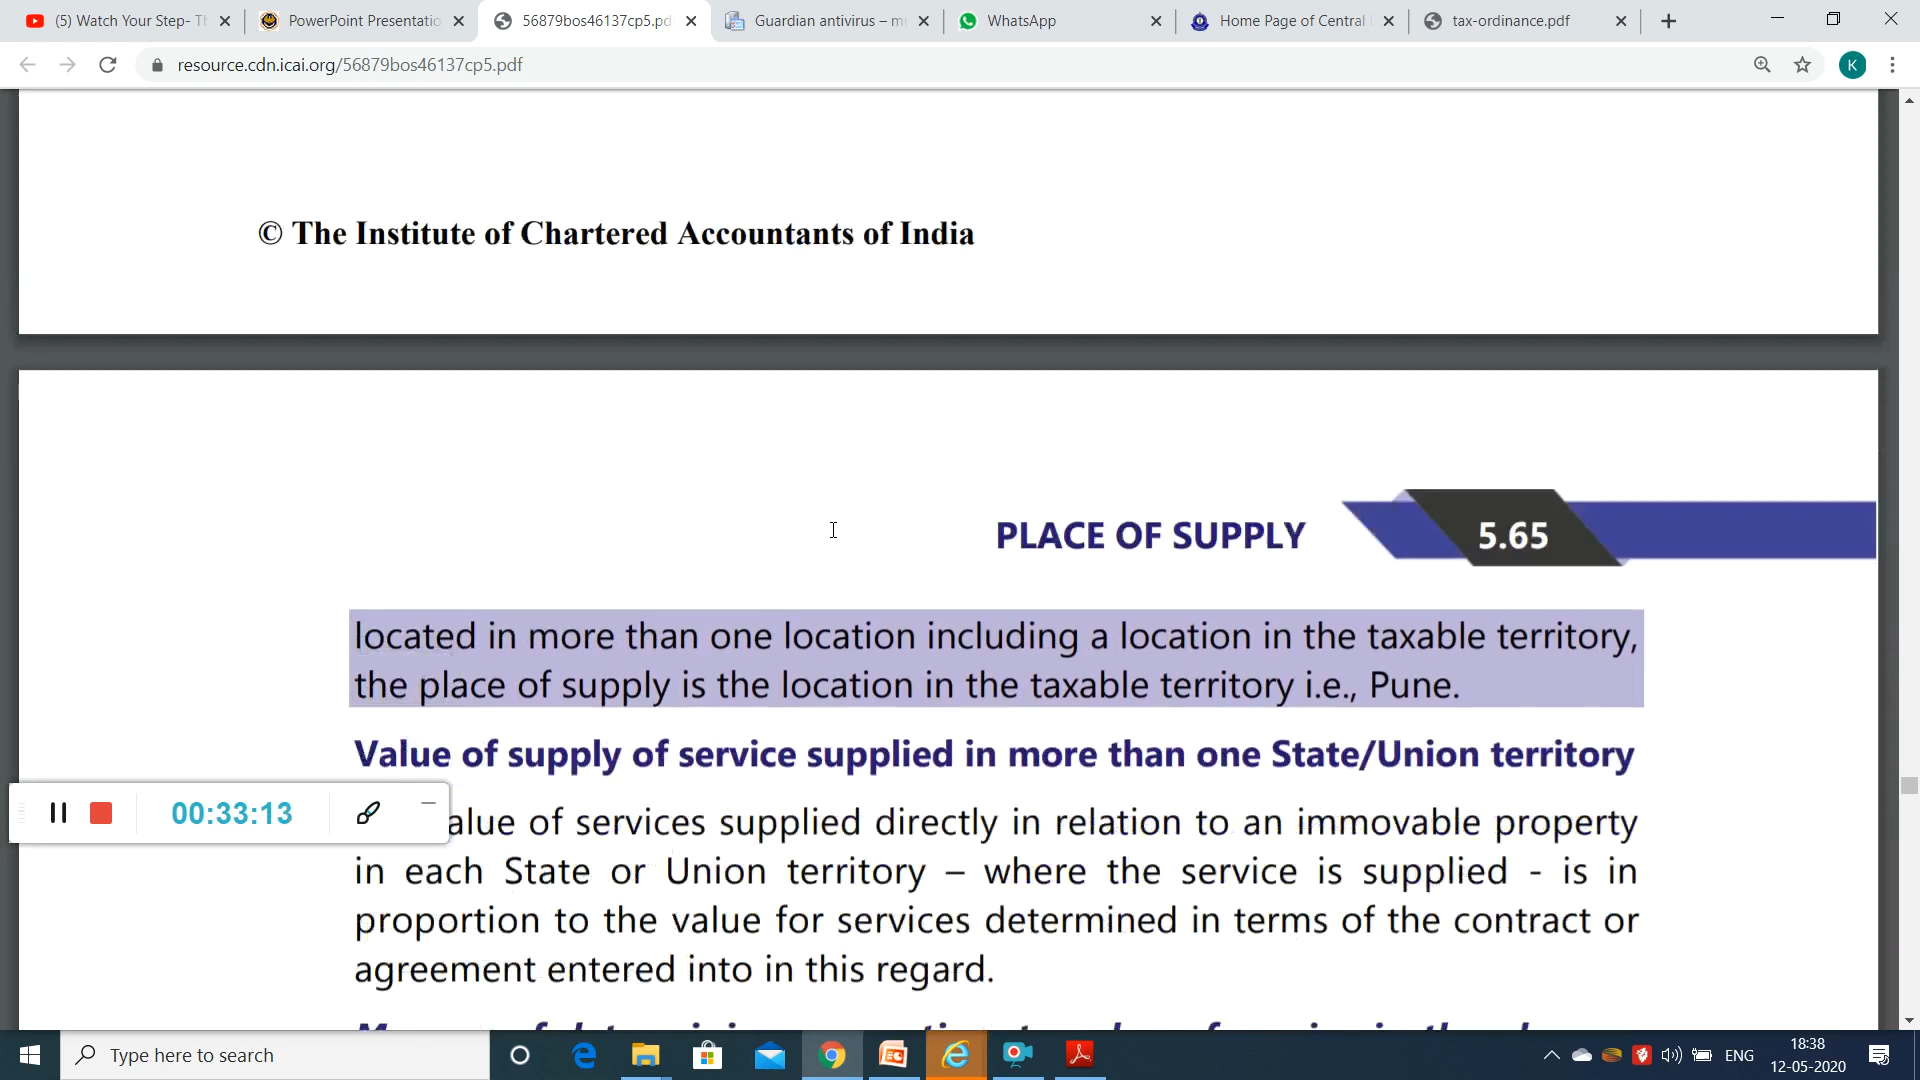 (5) Watch Your Step- Th
PowerPoint Presentatio
56879bos46137cp5.pd
Guardian antivirus – m
WhatsApp
Home Page of Central
tax-ordinance.pdf
resource.cdn.icai.org/56879bos46137cp5.pdf
K
© The Institute of Chartered Accountants of India
PLACE OF SUPPLY 5.65
located in more than one location including a location in the taxable territory,
the place of supply is the location in the taxable territory i.e., Pune.
Value of supply of service supplied in more than one State/Union territory
alue of services supplied directly in relation to an immovable property
00:33:13
in each State or Union territory – where the service is supplied - is in
proportion to the value for services determined in terms of the contract or
agreement entered into in this regard.
Type here to search
ENG
18:38
12-05-2020